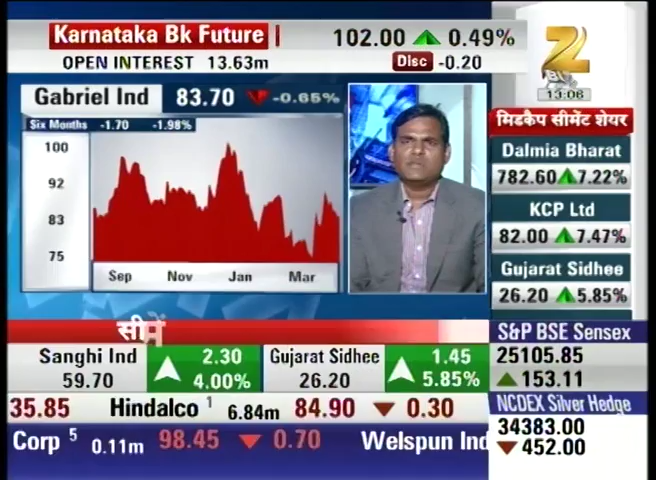 Karnataka Bk Future
102.00 0.49%
OPEN INTEREST 13.63m
Disc -0.20
Z
13:06
Gabriel Ind 83.70 -0.65%
Six Months -1.70 -1.98%
100
92
83
75
Sep Nov Jan Mar
मिडकैप सीमेंट शेयर
Dalmia Bharat
782.60 7.22%
KCP Ltd
82.00 7.47%
Gujarat Sidhee
26.20 5.85%
सीमें
Sanghi Ind 2.30
59.70 4.00%
Gujarat Sidhee 1.45
26.20 5.85%
S&P BSE Sensex
25105.85
153.11
35.85 Hindalco 1 6.84m 84.90 0.30
NCDEX Silver Hedge
34383.00
452.00
Corp 5 0.11m 98.45 0.70 Welspun Ind